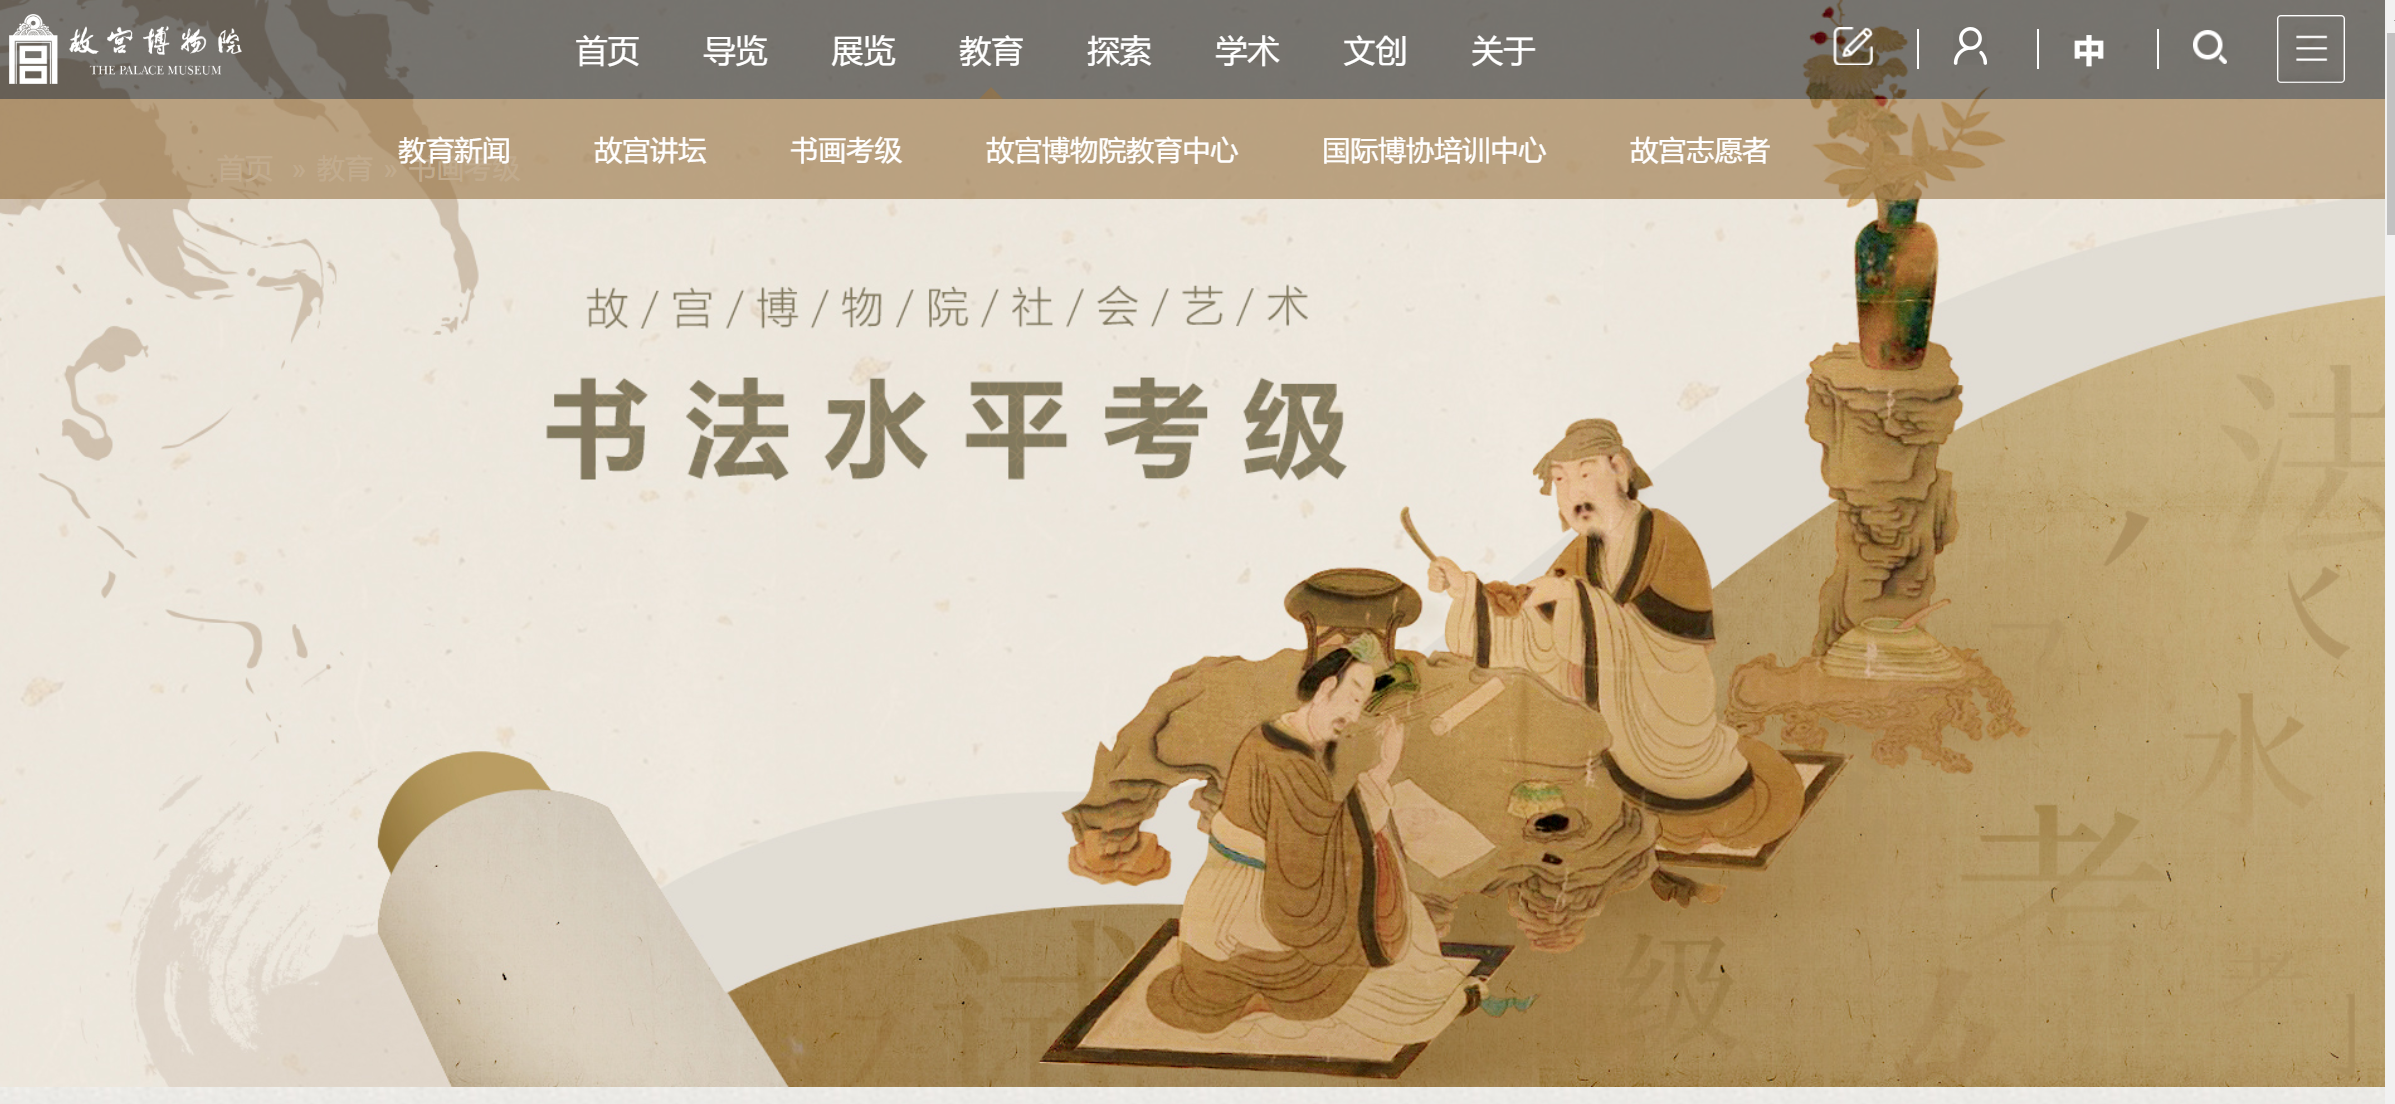 故宫博物院
THE PALACE MUSEUM
首页 导览 展览 教育 探索 学术 文创 关于
中
教育新闻 故宫讲坛 书画考级 故宫博物院教育中心 国际博协培训中心 故宫志愿者
首页 » 教育 » 书画考级
故/宫/博/物/院/社/会/艺/术
书法水平考级
法
水
考
级